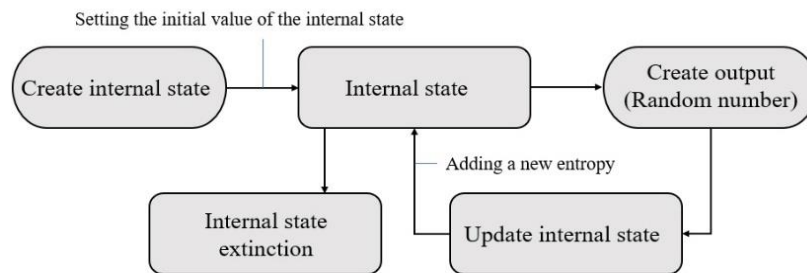 Setting the initial value of the internal state
Create internal state
Internal state
Create output
(Random number)
Adding a new entropy
Internal state
extinction
Update internal state